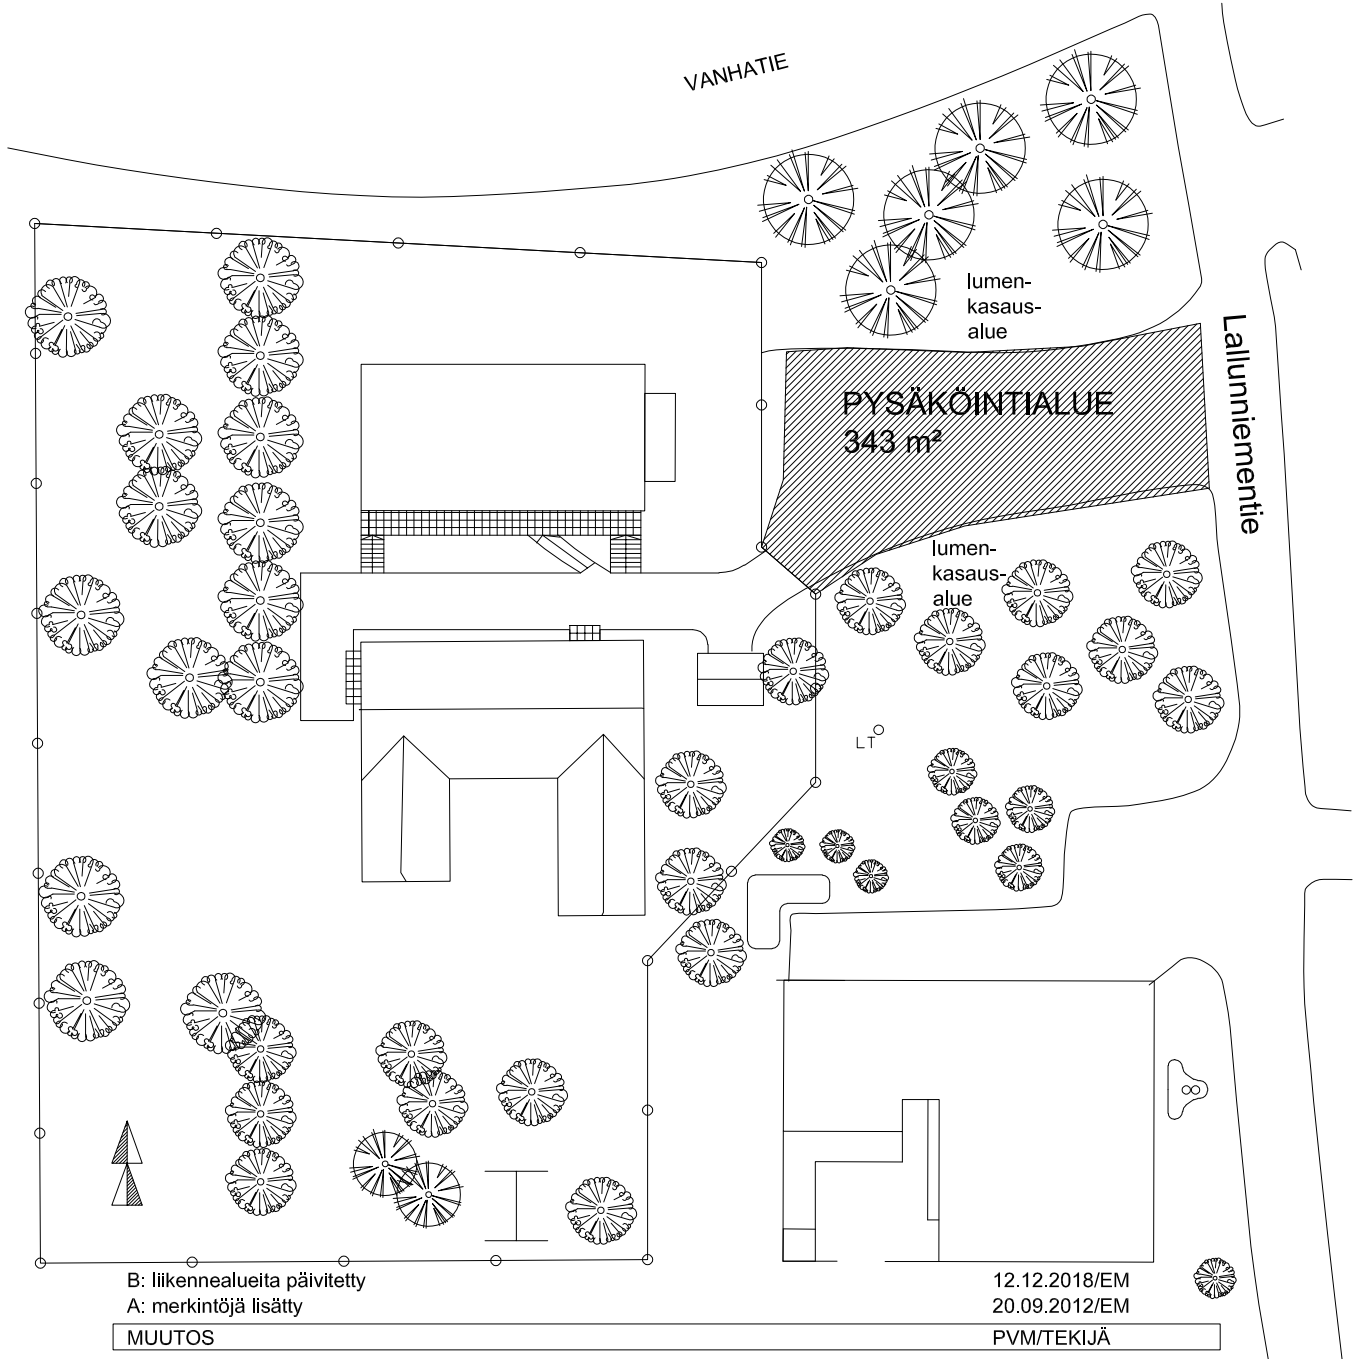 VANHATIE
lumen-
kasaus-
alue
Lallunniementie
PYSÄKÖINTIALUE
343 m²
lumen-
kasaus-
alue
LT
B: liikennealueita päivitetty 12.12.2018/EM
A: merkintöjä lisätty 20.09.2012/EM
MUUTOS PVM/TEKIJÄ